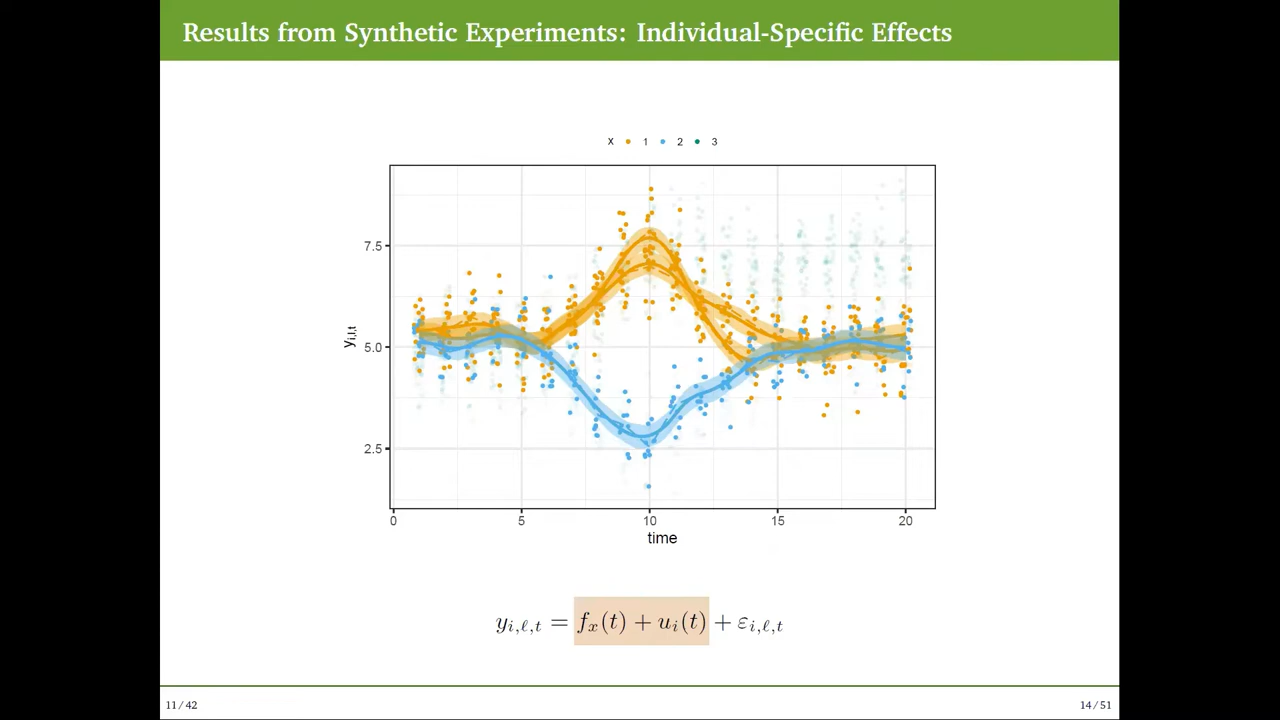 Results from Synthetic Experiments: Individual-Specific Effects
X 1 2 3
7.5
5.0
2.5
y_{i,l,t}
0 5 10 15 20
time
y_{i,ℓ,t} = f_x(t) + u_i(t) + ε_{i,ℓ,t}
11/42 14/51